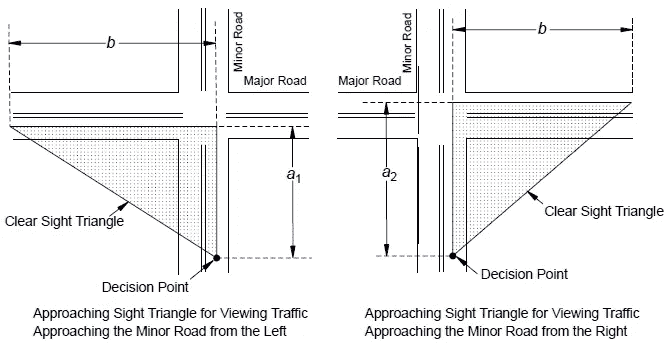 b
Minor Road
Major Road
a1
Clear Sight Triangle
Decision Point
Approaching Sight Triangle for Viewing Traffic
Approaching the Minor Road from the Left
b
Minor Road
Major Road
a2
Clear Sight Triangle
Decision Point
Approaching Sight Triangle for Viewing Traffic
Approaching the Minor Road from the Right